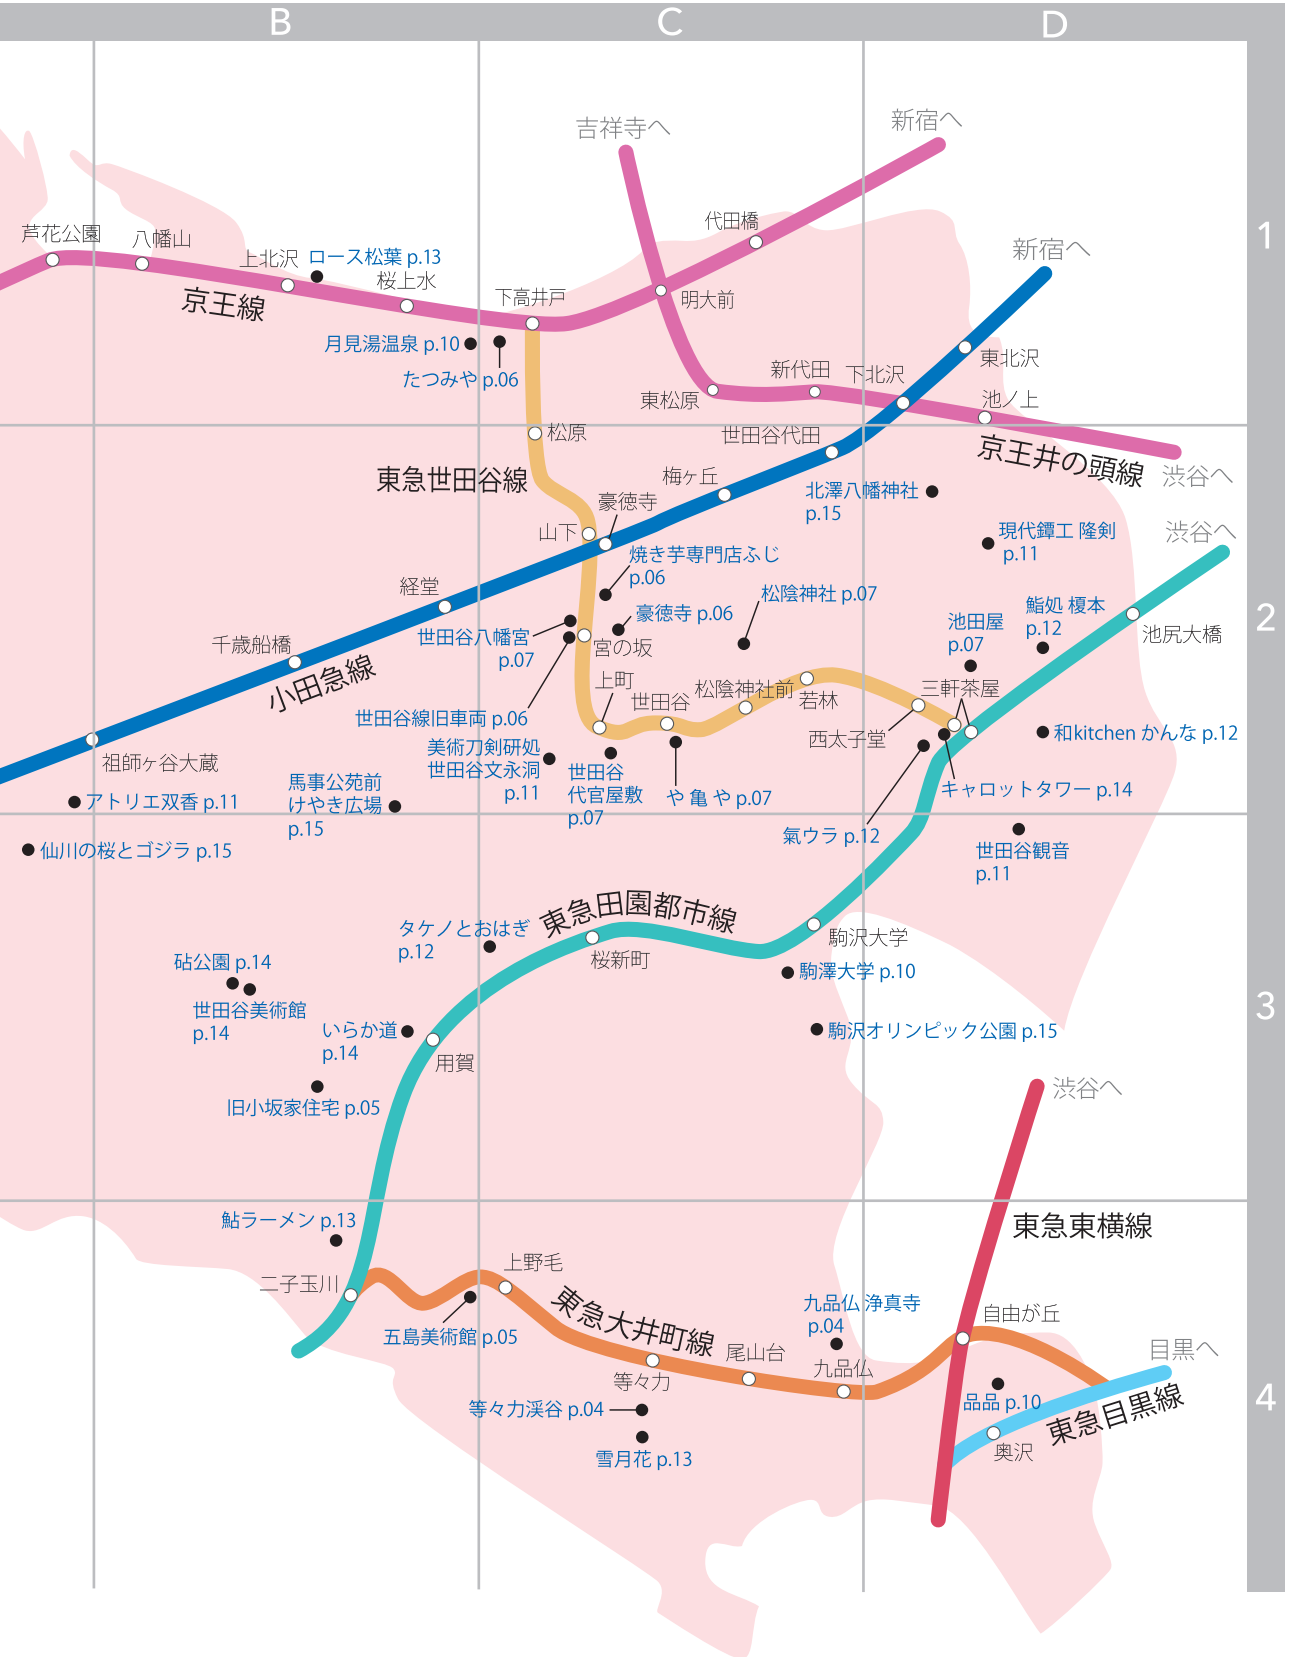 B
C
D
吉祥寺へ
新宿へ
代田橋
芦花公園
八幡山
上北沢
ロース松葉 p.13
桜上水
新宿へ
1
京王線
下高井戸
明大前
月見湯温泉 p.10
たつみや p.06
東松原
新代田
下北沢
東北沢
池ノ上
松原
世田谷代田
京王井の頭線
渋谷へ
東急世田谷線
梅ヶ丘
豪徳寺
北澤八幡神社
p.15
山下
現代鐔工 隆剣
p.11
渋谷へ
焼き芋専門店ふじ
p.06
経堂
松陰神社 p.07
豪徳寺 p.06
池田屋
p.07
鮨処 榎本
p.12
池尻大橋
2
千歳船橋
世田谷八幡宮
p.07
宮の坂
小田急線
上町
世田谷
松陰神社前
若林
三軒茶屋
世田谷線旧車両 p.06
西太子堂
和kitchen かんな p.12
祖師ヶ谷大蔵
美術刀剣研処
世田谷文永洞
p.11
世田谷
代官屋敷
p.07
や 亀 や p.07
キャロットタワー p.14
アトリエ双香 p.11
馬事公苑前
けやき広場
p.15
氣ウラ p.12
仙川の桜とゴジラ p.15
世田谷観音
p.11
東急田園都市線
タケノとおはぎ
p.12
桜新町
駒沢大学
砧公園 p.14
駒澤大学 p.10
世田谷美術館
p.14
いらか道
p.14
駒沢オリンピック公園 p.15
3
用賀
旧小坂家住宅 p.05
渋谷へ
鮎ラーメン p.13
東急東横線
二子玉川
上野毛
東急大井町線
九品仏 浄真寺
p.04
自由が丘
五島美術館 p.05
尾山台
九品仏
目黒へ
等々力
品品 p.10
東急目黒線
4
等々力渓谷 p.04
雪月花 p.13
奥沢